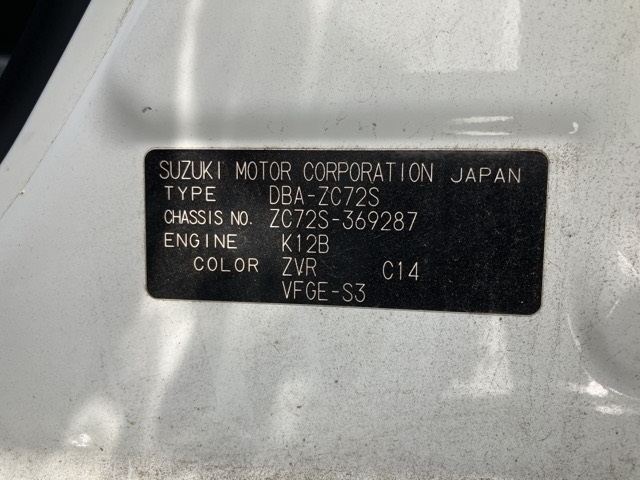 SUZUKI MOTOR CORPORATION JAPAN
TYPE DBA-ZC72S
CHASSIS NO. ZC72S-369287
ENGINE K12B
COLOR ZVR C14
VFGE-S3